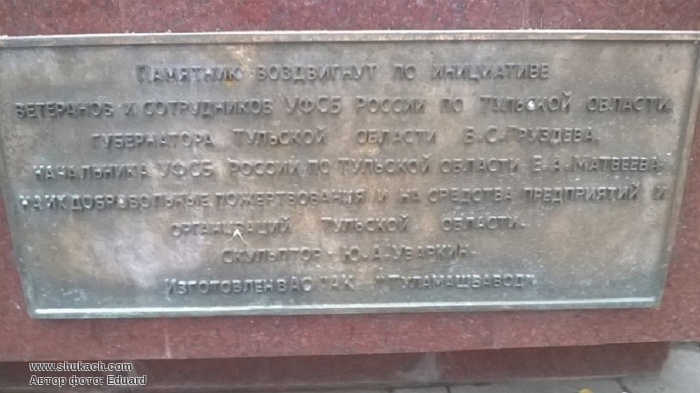 Памятник воздвигнут по инициативе
ветеранов и сотрудников УФСБ России по Тульской области,
губернатора Тульской области В.С. Груздева,
начальника УФСБ России по Тульской области Е.А. Матвеева,
на их добровольные пожертвования и на средства предприятий и
организаций Тульской области.
Скульптор - Ю.А. Уваркин.
Изготовлен в АО "АК "Туламашзавод"
www.shukach.com
Автор фото: Eduard